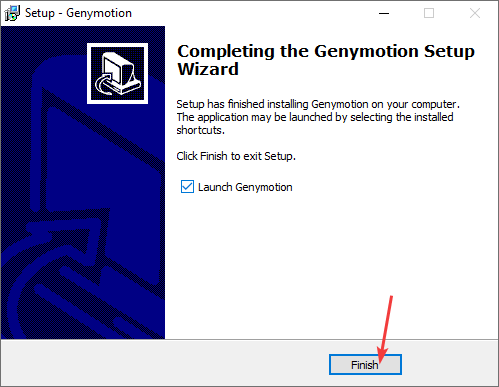 Setup - Genymotion
Completing the Genymotion Setup
Wizard
Setup has finished installing Genymotion on your computer.
The application may be launched by selecting the installed
shortcuts.
Click Finish to exit Setup.
Launch Genymotion
Finish